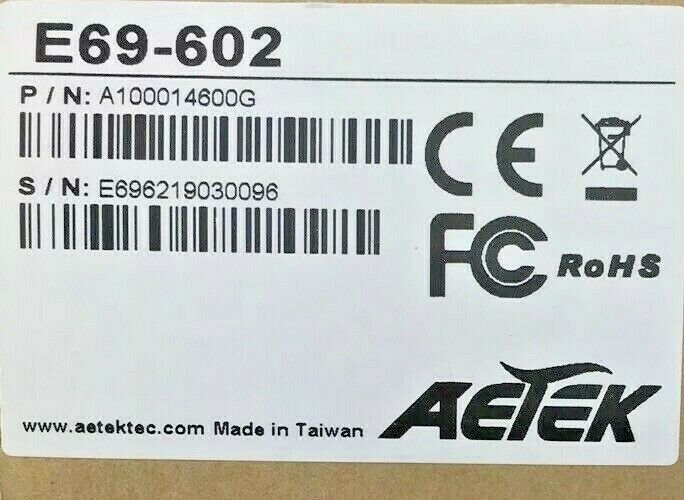 E69-602
P / N: A100014600G
S / N: E696219030096
CE
FC
RoHS
AETEK
www.aetektec.com Made in Taiwan